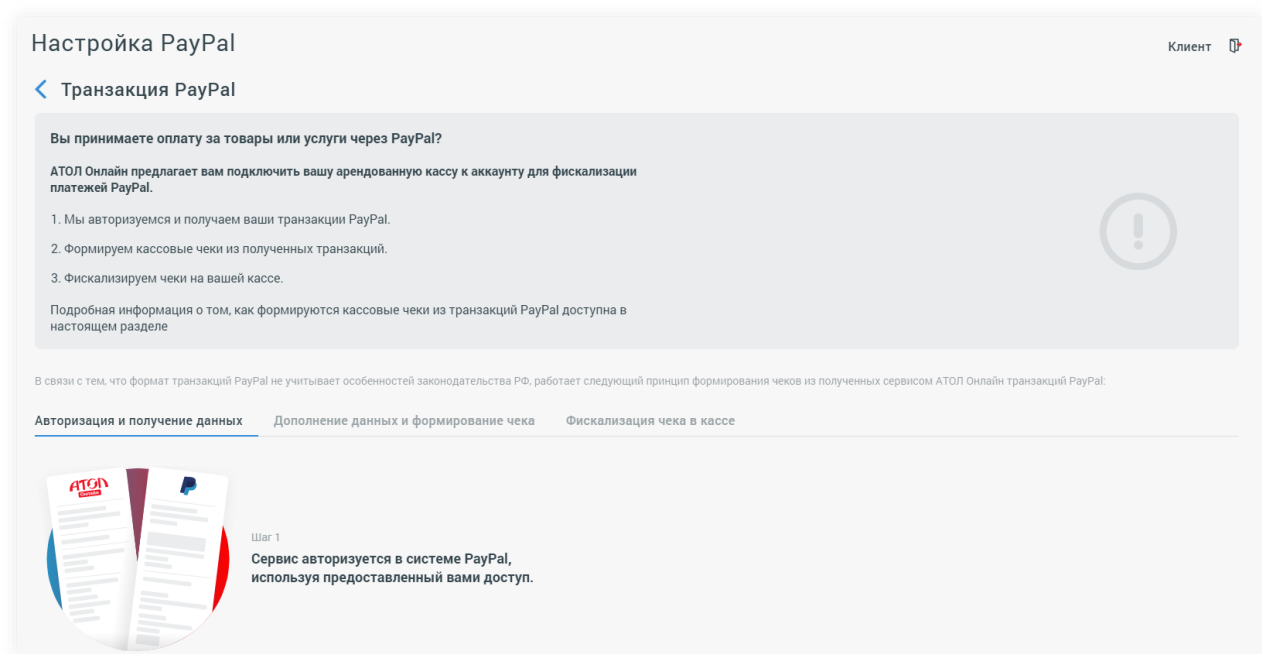 Настройка PayPal
Клиент
Транзакция PayPal
Вы принимаете оплату за товары или услуги через PayPal?
АТОЛ Онлайн предлагает вам подключить вашу арендованную кассу к аккаунту для фискализации
платежей PayPal.
1. Мы авторизуемся и получаем ваши транзакции PayPal.
2. Формируем кассовые чеки из полученных транзакций.
3. Фискализируем чеки на вашей кассе.
Подробная информация о том, как формируются кассовые чеки из транзакций PayPal доступна в
настоящем разделе
В связи с тем, что формат транзакций PayPal не учитывает особенностей законодательства РФ, работает следующий принцип формирования чеков из полученных сервисом АТОЛ Онлайн транзакций PayPal:
Авторизация и получение данных
Дополнение данных и формирование чека
Фискализация чека в кассе
АТОЛ
Онлайн
Шаг 1
Сервис авторизуется в системе PayPal,
используя предоставленный вами доступ.